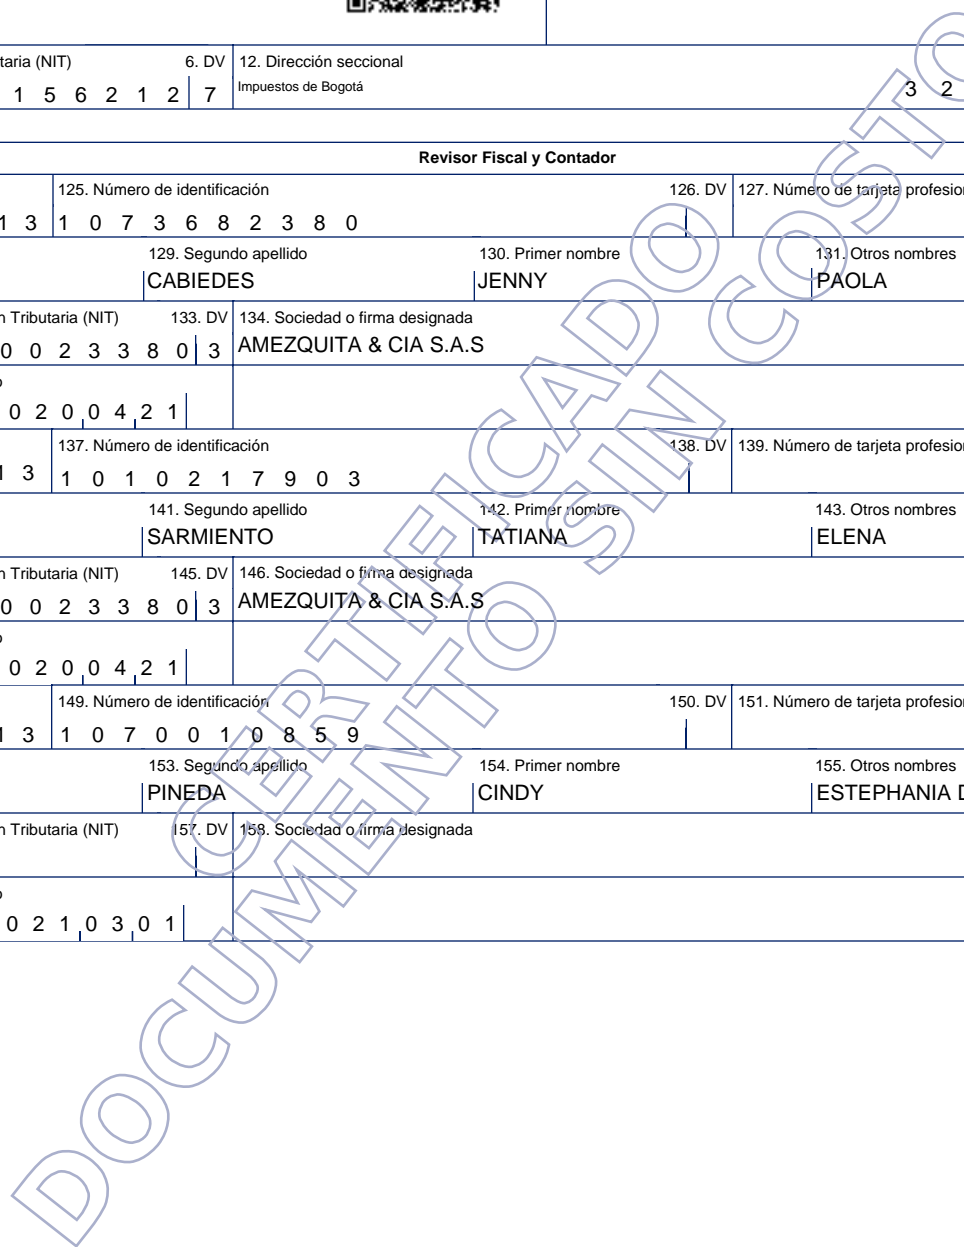 taria (NIT) 6. DV 12. Dirección seccional
1 5 6 2 1 2 7 Impuestos de Bogotá 3 2
Revisor Fiscal y Contador
125. Número de identificación 126. DV 127. Número de tarjeta profesion
1 3 1 0 7 3 6 8 2 3 8 0
129. Segundo apellido 130. Primer nombre 131. Otros nombres
CABIEDES JENNY PAOLA
n Tributaria (NIT) 133. DV 134. Sociedad o firma designada
0 0 2 3 3 8 0 3 AMEZQUITA & CIA S.A.S
o
0 2 0 0 4 2 1
137. Número de identificación 138. DV 139. Número de tarjeta profesion
1 3 1 0 1 0 2 1 7 9 0 3
141. Segundo apellido 142. Primer nombre 143. Otros nombres
SARMIENTO TATIANA ELENA
n Tributaria (NIT) 145. DV 146. Sociedad o firma designada
0 0 2 3 3 8 0 3 AMEZQUITA & CIA S.A.S
o
0 2 0 0 4 2 1
149. Número de identificación 150. DV 151. Número de tarjeta profesion
1 3 1 0 7 0 0 1 0 8 5 9
153. Segundo apellido 154. Primer nombre 155. Otros nombres
PINEDA CINDY ESTEPHANIA D
n Tributaria (NIT) 157. DV 158. Sociedad o firma designada
o
0 2 1 0 3 0 1
CERTIFICADO
DOCUMENTO SIN COSTO